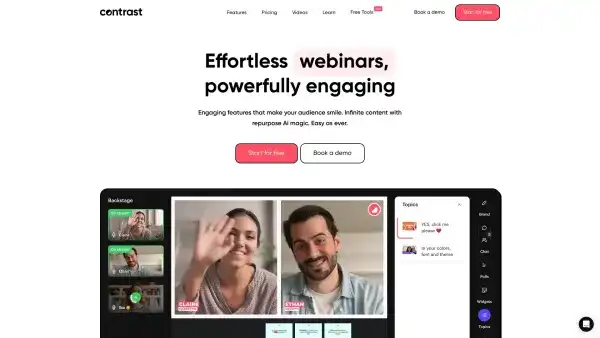 contrast
Features
Pricing
Videos
Learn
Free Tools
Book a demo
Start for free
Effortless webinars,
powerfully engaging
Engaging features that make your audience smile. Infinite content with
repurpose AI magic. Easy as ever.
Start for free
Book a demo
Backstage
Topics
YES, click me
please
In your colors,
font and theme
CLAIRE
ETHAN
Brand
Chat
Polls
Widgets
Topics